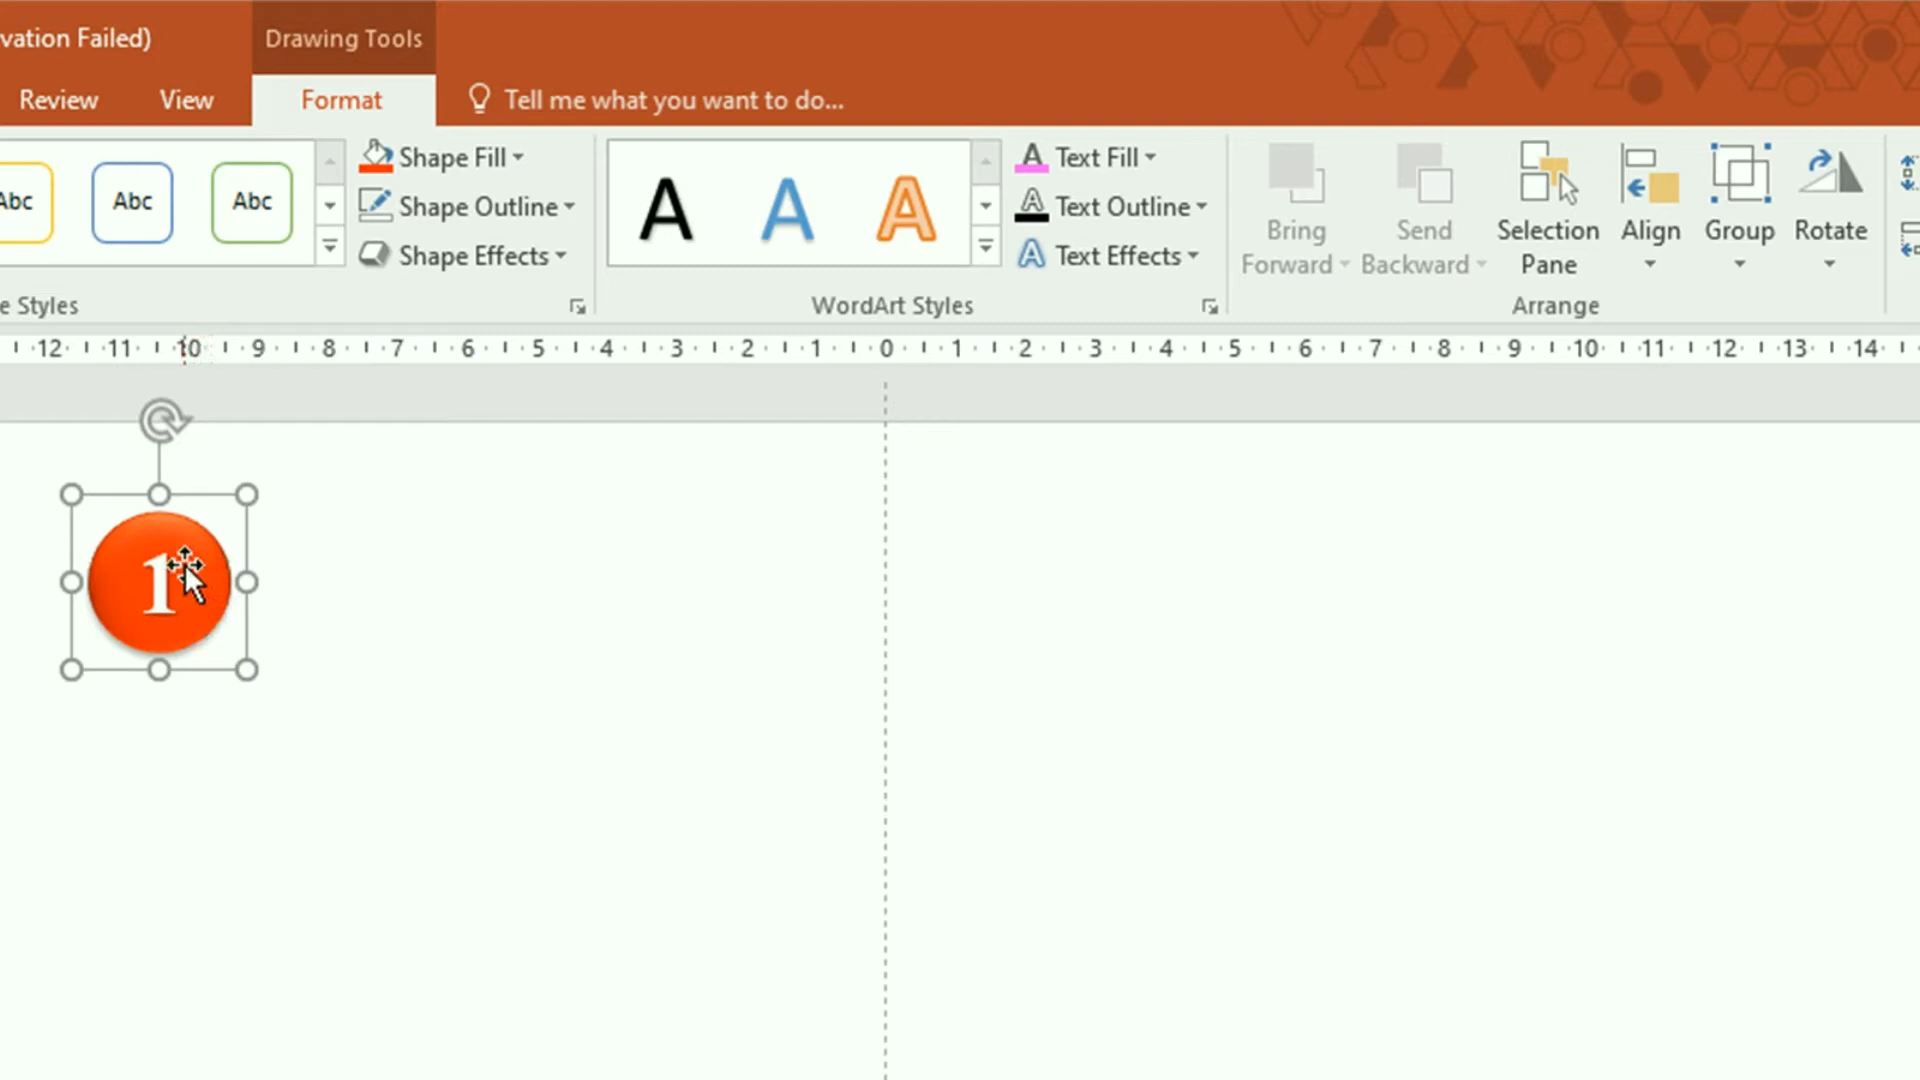 vation Failed)
Drawing Tools
Review View Format Tell me what you want to do...
Abc Abc Abc
Shape Fill
Shape Outline
Shape Effects
A A A
Text Fill
Text Outline
Text Effects
Bring Forward
Send Backward
Selection Pane
Align
Group
Rotate
e Styles
WordArt Styles
Arrange
12 11 10 9 8 7 6 5 4 3 2 1 0 1 2 3 4 5 6 7 8 9 10 11 12 13 14
1